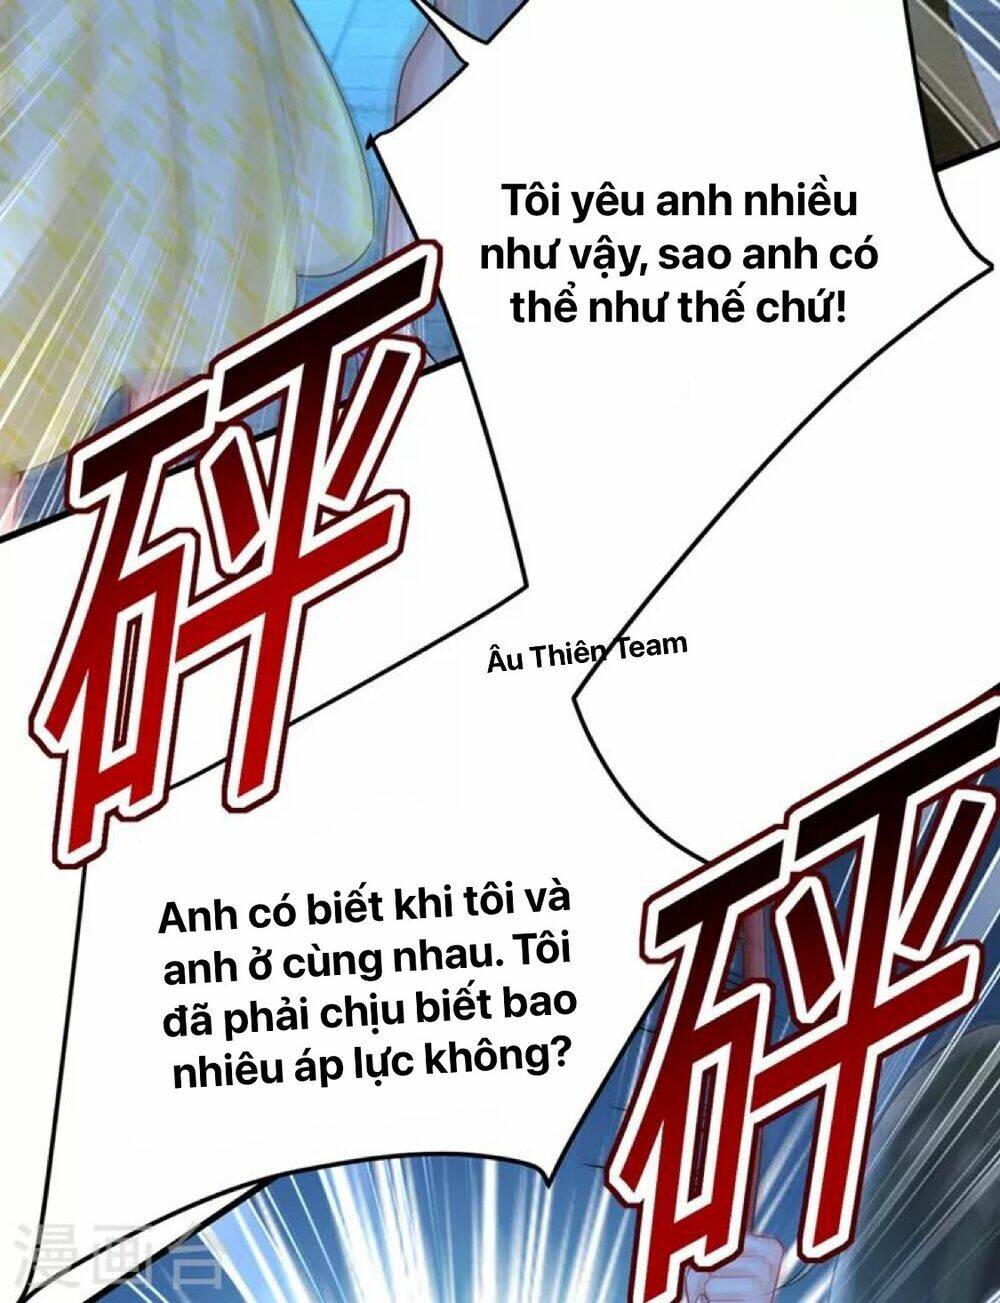 Tôi yêu anh nhiều
như vậy, sao anh có
thể như thế chứ!
砰
Âu Thiên Team
砰
Anh có biết khi tôi và
anh ở cùng nhau. Tôi
đã phải chịu biết bao
nhiêu áp lực không?
漫画台